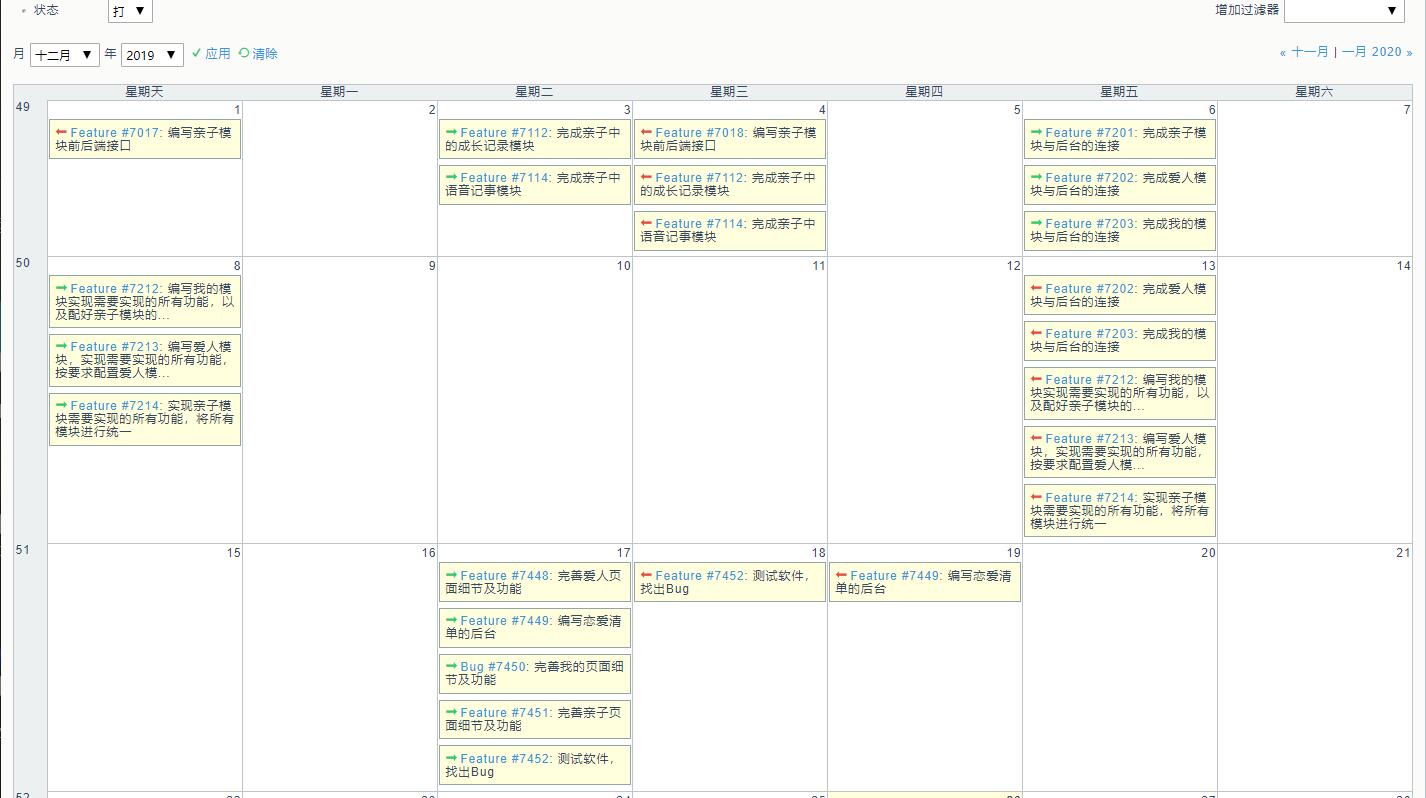 状态 打 ▼ 增加过滤器 ▼
月 十二月 ▼ 年 2019 ▼ 应用 清除 « 十一月 | 一月 2020 »
星期天 星期一 星期二 星期三 星期四 星期五 星期六
49
1 2 3 4 5 6 7
Feature #7017: 编写亲子模
块前后端接口
Feature #7112: 完成亲子中
的成长记录模块
Feature #7114: 完成亲子中
语音记事模块
Feature #7018: 编写亲子模
块前后端接口
Feature #7112: 完成亲子中
的成长记录模块
Feature #7114: 完成亲子中
语音记事模块
Feature #7201: 完成亲子模
块与后台的连接
Feature #7202: 完成爱人模
块与后台的连接
Feature #7203: 完成我的模
块与后台的连接
50
8 9 10 11 12 13 14
Feature #7212: 编写我的模
块实现需要实现的所有功能，以
及配好亲子模块的...
Feature #7213: 编写爱人模
块，实现需要实现的所有功能，
按要求配置爱人模...
Feature #7214: 实现亲子模
块需要实现的所有功能，将所有
模块进行统一
Feature #7202: 完成爱人模
块与后台的连接
Feature #7203: 完成我的模
块与后台的连接
Feature #7212: 编写我的模
块实现需要实现的所有功能，以
及配好亲子模块的...
Feature #7213: 编写爱人模
块，实现需要实现的所有功能，
按要求配置爱人模...
Feature #7214: 实现亲子模
块需要实现的所有功能，将所有
模块进行统一
51
15 16 17 18 19 20 21
Feature #7448: 完善爱人页
面细节及功能
Feature #7449: 编写恋爱清
单的后台
Bug #7450: 完善我的页面细
节及功能
Feature #7451: 完善亲子页
面细节及功能
Feature #7452: 测试软件，
找出Bug
Feature #7452: 测试软件，
找出Bug
Feature #7449: 编写恋爱清
单的后台